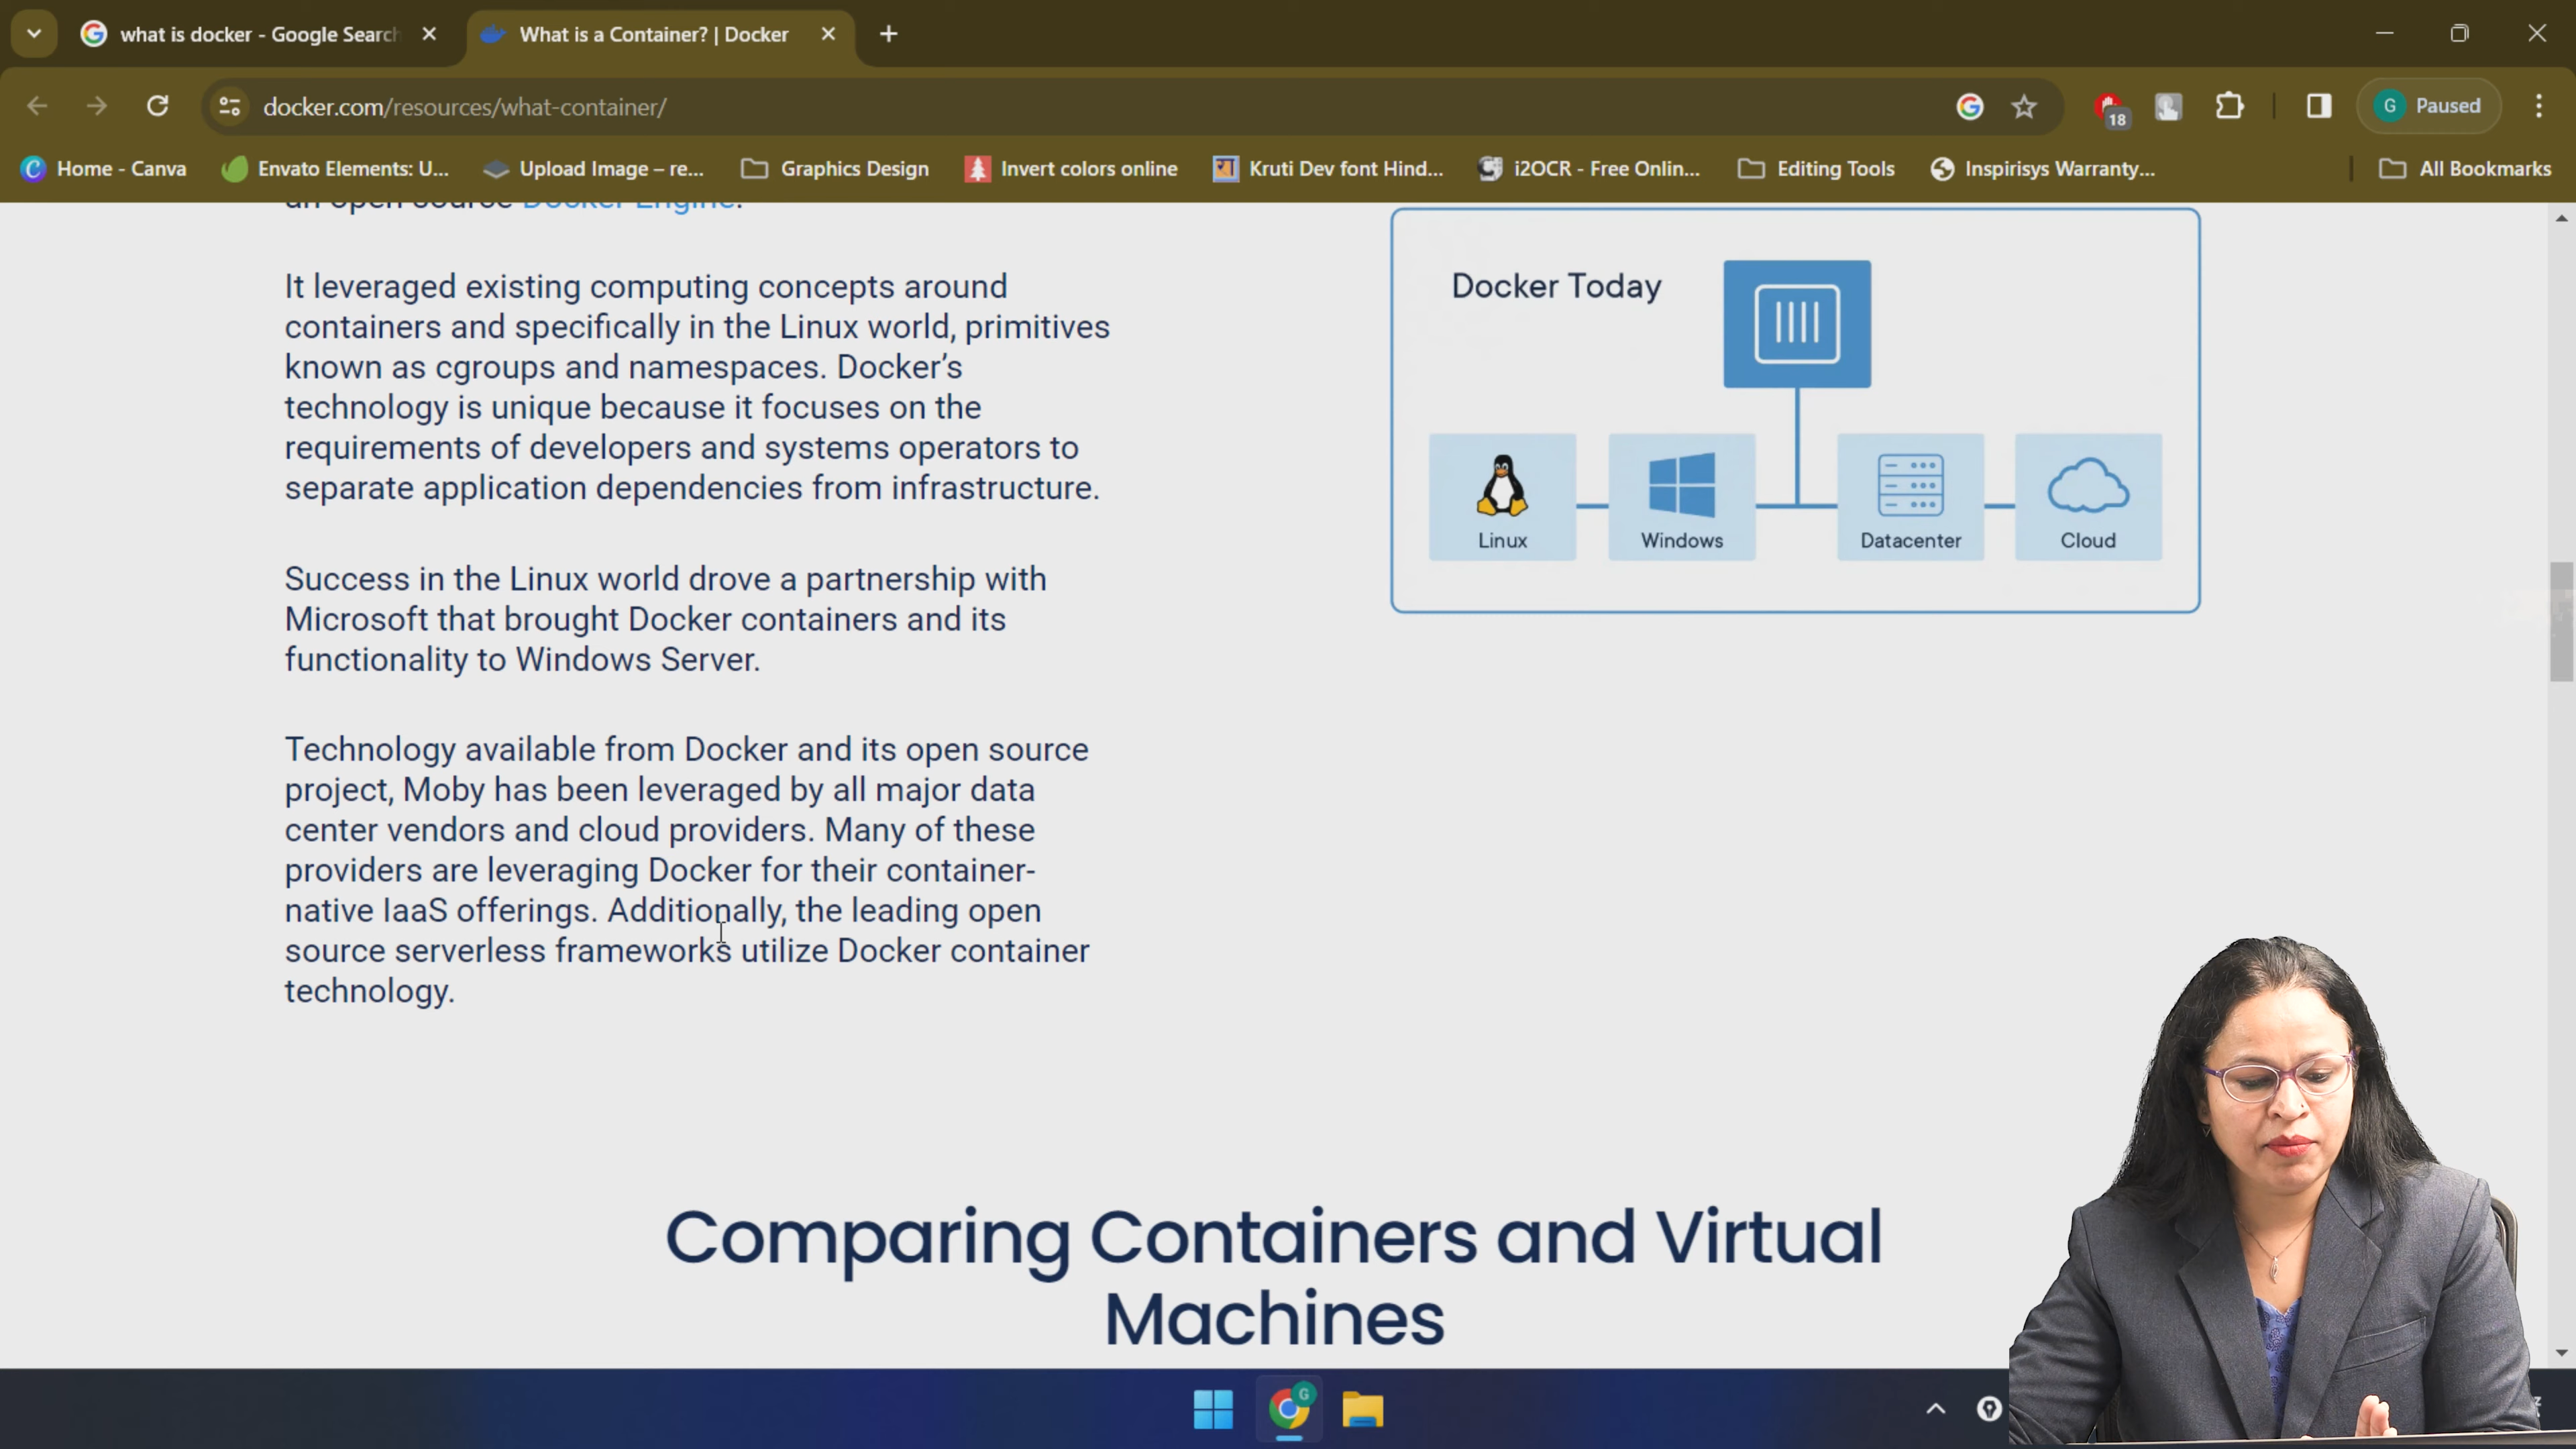 what is docker - Google Search
What is a Container? | Docker
docker.com/resources/what-container/
18
G Paused
Home - Canva
Envato Elements: U...
Upload Image – re...
Graphics Design
Invert colors online
Kruti Dev font Hind...
i2OCR - Free Onlin...
Editing Tools
Inspirisys Warranty...
All Bookmarks
an open source Docker Engine.
It leveraged existing computing concepts around
containers and specifically in the Linux world, primitives
known as cgroups and namespaces. Docker’s
technology is unique because it focuses on the
requirements of developers and systems operators to
separate application dependencies from infrastructure.
Success in the Linux world drove a partnership with
Microsoft that brought Docker containers and its
functionality to Windows Server.
Technology available from Docker and its open source
project, Moby has been leveraged by all major data
center vendors and cloud providers. Many of these
providers are leveraging Docker for their container-
native IaaS offerings. Additionally, the leading open
source serverless frameworks utilize Docker container
technology.
Docker Today
Linux
Windows
Datacenter
Cloud
Comparing Containers and Virtual
Machines
G